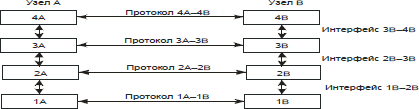 Узел А Узел В
4А Протокол 4А–4В 4В
Интерфейс 3В–4В
3А Протокол 3А–3В 3В
Интерфейс 2В–3В
2А Протокол 2А–2В 2В
Интерфейс 1В–2В
1А Протокол 1А–1В 1В